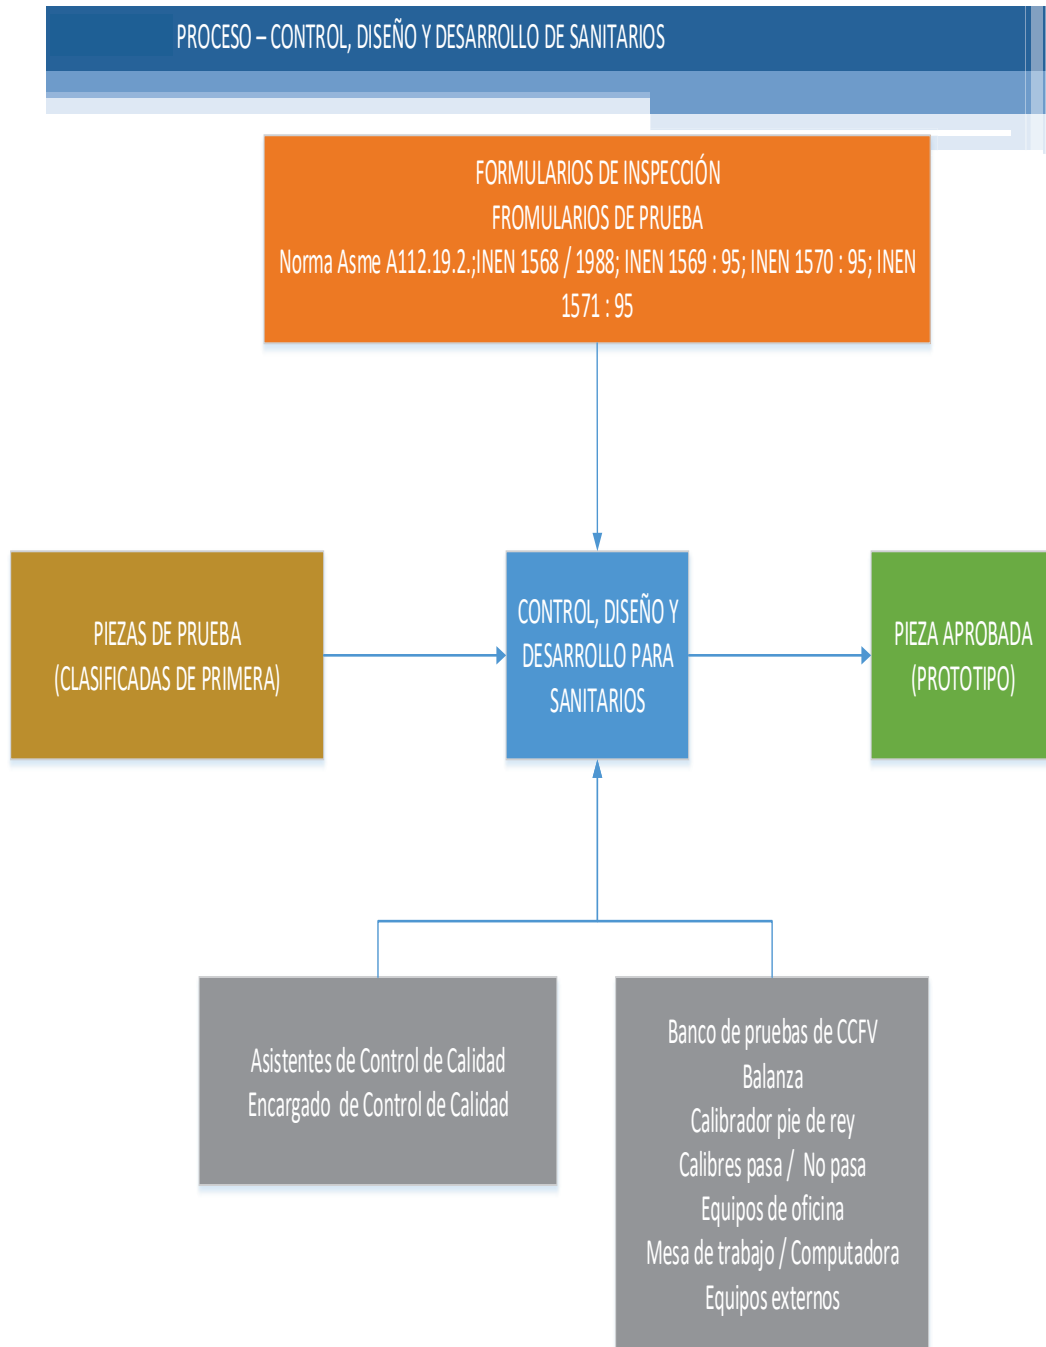 PROCESO – CONTROL, DISEÑO Y DESARROLLO DE SANITARIOS
FORMULARIOS DE INSPECCIÓN
FROMULARIOS DE PRUEBA
Norma Asme A112.19.2.;INEN 1568 / 1988; INEN 1569 : 95; INEN 1570 : 95; INEN
1571 : 95
PIEZAS DE PRUEBA
(CLASIFICADAS DE PRIMERA)
CONTROL, DISEÑO Y
DESARROLLO PARA
SANITARIOS
PIEZA APROBADA
(PROTOTIPO)
Asistentes de Control de Calidad
Encargado de Control de Calidad
Banco de pruebas de CCFV
Balanza
Calibrador pie de rey
Calibres pasa / No pasa
Equipos de oficina
Mesa de trabajo / Computadora
Equipos externos